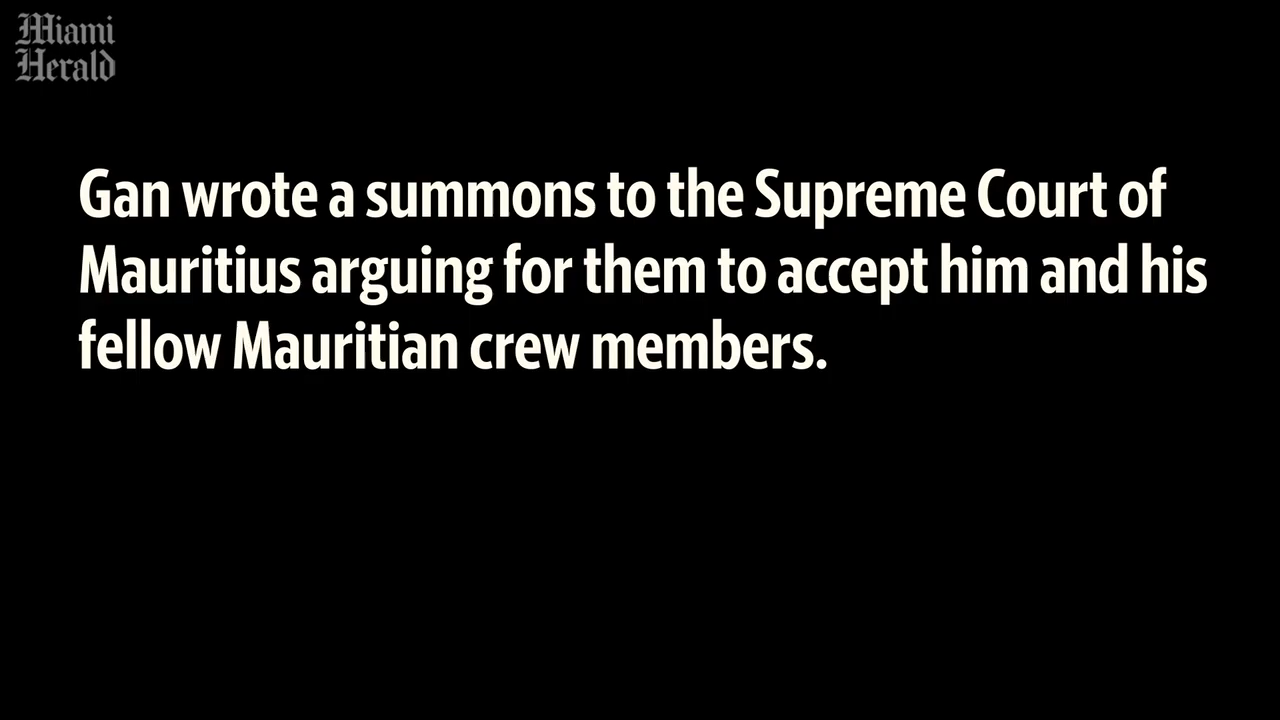 Miami
Herald
Gan wrote a summons to the Supreme Court of
Mauritius arguing for them to accept him and his
fellow Mauritian crew members.